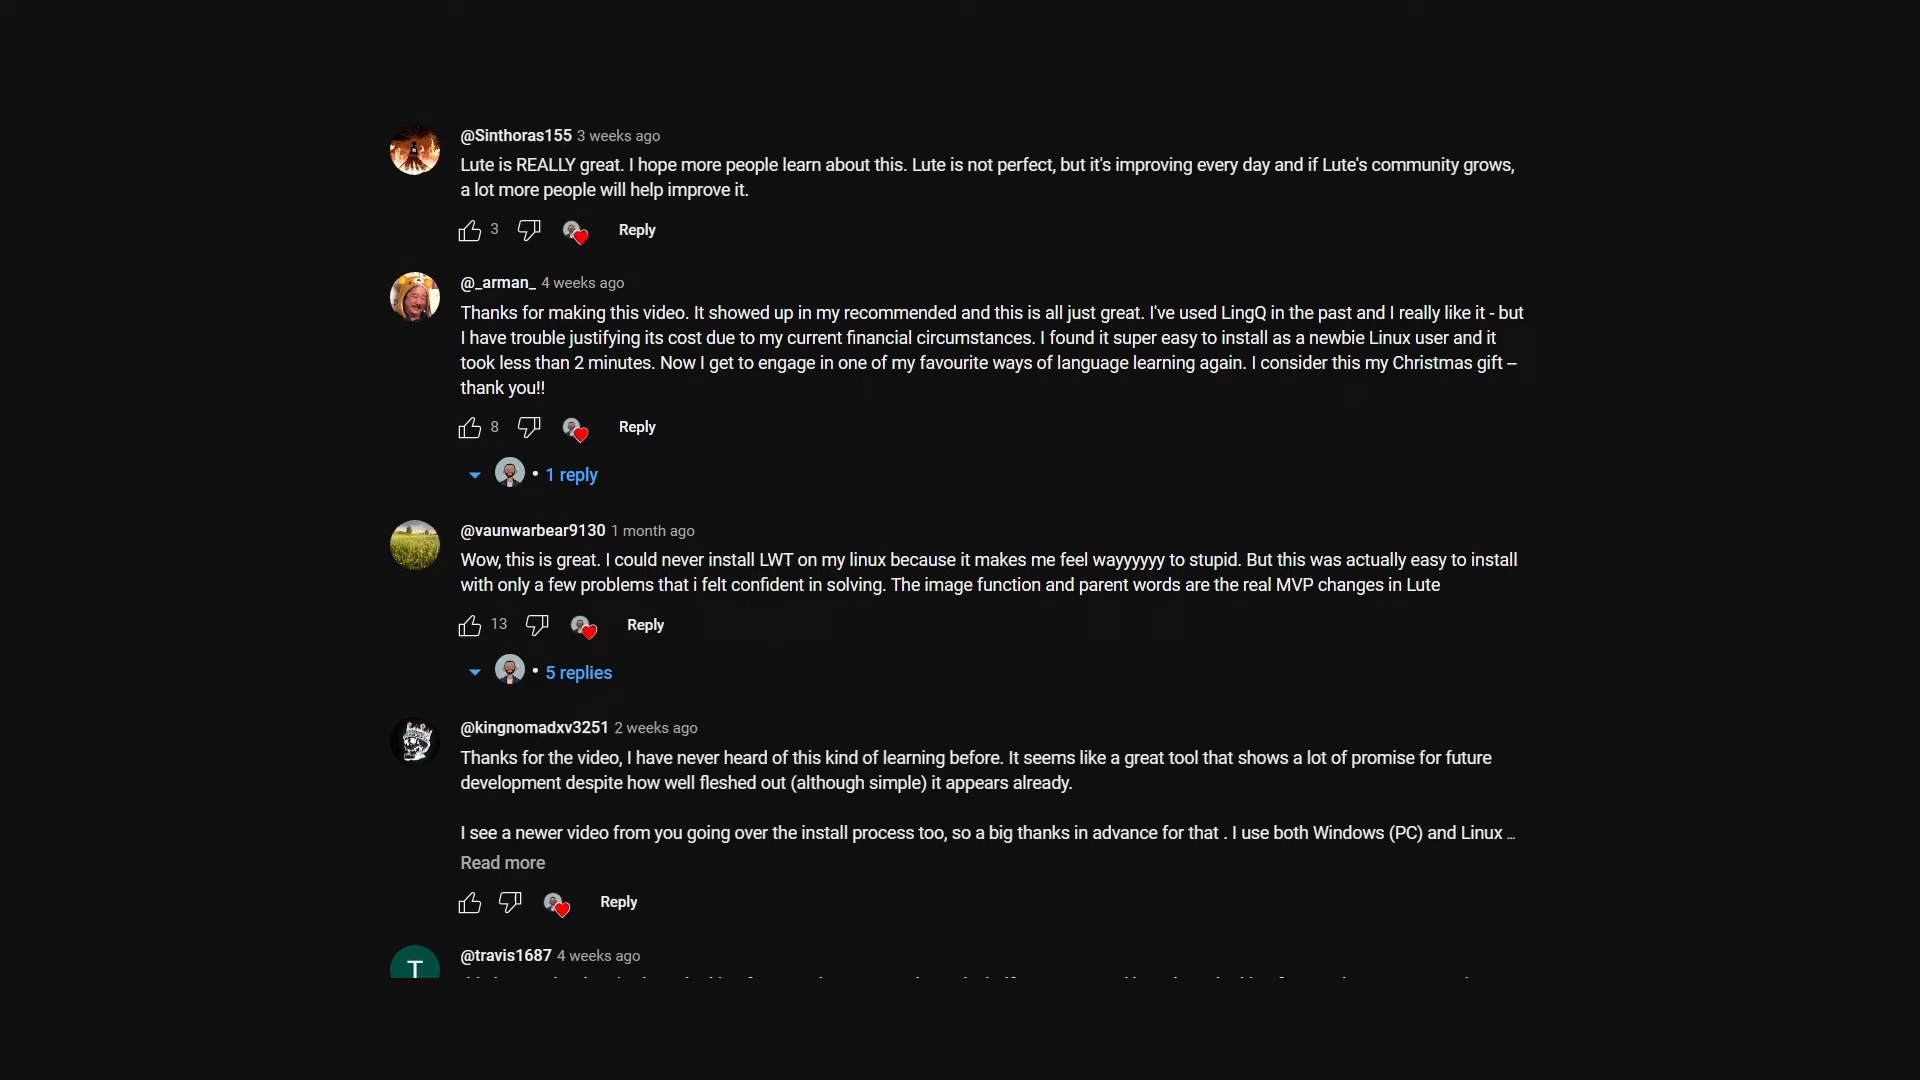 @Sinthoras155 3 weeks ago
Lute is REALLY great. I hope more people learn about this. Lute is not perfect, but it's improving every day and if Lute's community grows,
a lot more people will help improve it.
3 Reply
@_arman_ 4 weeks ago
Thanks for making this video. It showed up in my recommended and this is all just great. I've used LingQ in the past and I really like it - but
I have trouble justifying its cost due to my current financial circumstances. I found it super easy to install as a newbie Linux user and it
took less than 2 minutes. Now I get to engage in one of my favourite ways of language learning again. I consider this my Christmas gift –
thank you!!
8 Reply
• 1 reply
@vaunwarbear9130 1 month ago
Wow, this is great. I could never install LWT on my linux because it makes me feel wayyyyyy to stupid. But this was actually easy to install
with only a few problems that i felt confident in solving. The image function and parent words are the real MVP changes in Lute
13 Reply
• 5 replies
@kingnomadxv3251 2 weeks ago
Thanks for the video, I have never heard of this kind of learning before. It seems like a great tool that shows a lot of promise for future
development despite how well fleshed out (although simple) it appears already.
I see a newer video from you going over the install process too, so a big thanks in advance for that . I use both Windows (PC) and Linux ...
Read more
Reply
T
@travis1687 4 weeks ago